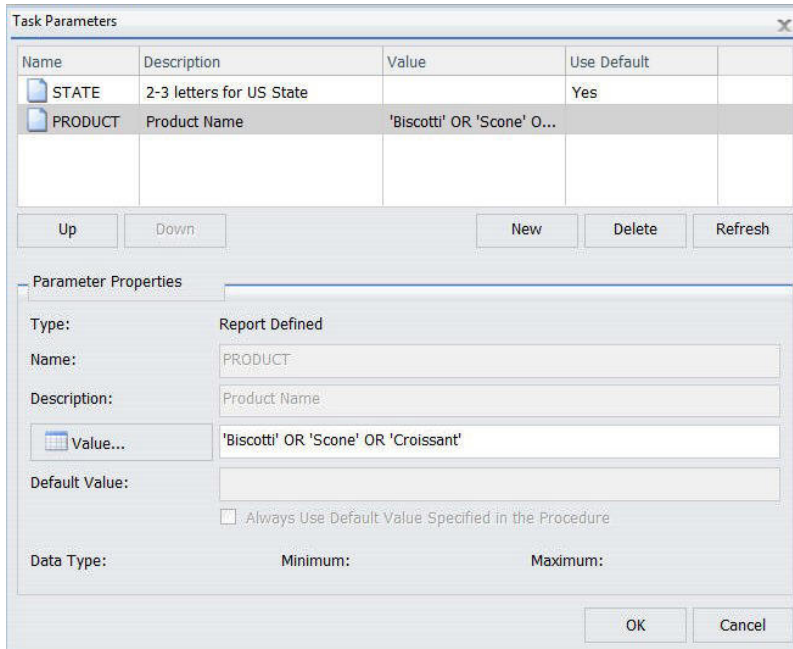 Task Parameters
Name Description Value Use Default
STATE 2-3 letters for US State Yes
PRODUCT Product Name 'Biscotti' OR 'Scone' O...
Up Down New Delete Refresh
Parameter Properties
Type: Report Defined
Name: PRODUCT
Description: Product Name
Value... 'Biscotti' OR 'Scone' OR 'Croissant'
Default Value:
Always Use Default Value Specified in the Procedure
Data Type: Minimum: Maximum:
OK Cancel